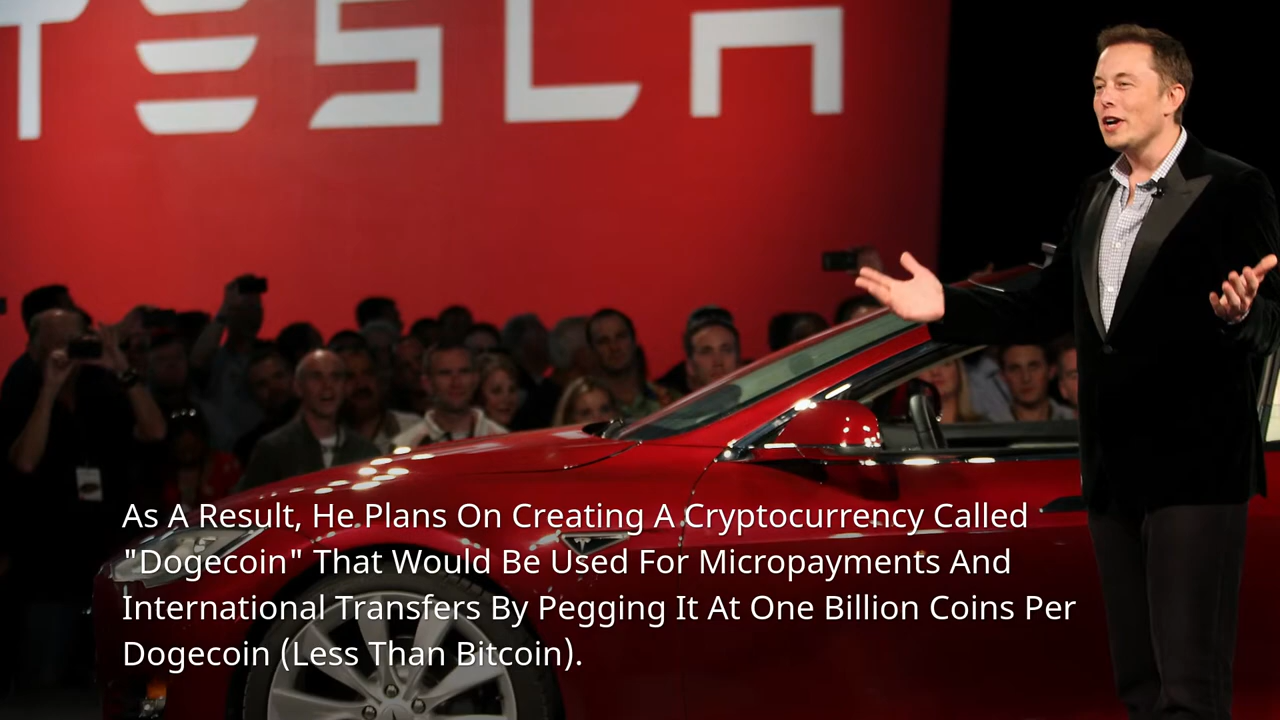 TESLA
As A Result, He Plans On Creating A Cryptocurrency Called
"Dogecoin" That Would Be Used For Micropayments And
International Transfers By Pegging It At One Billion Coins Per
Dogecoin (Less Than Bitcoin).